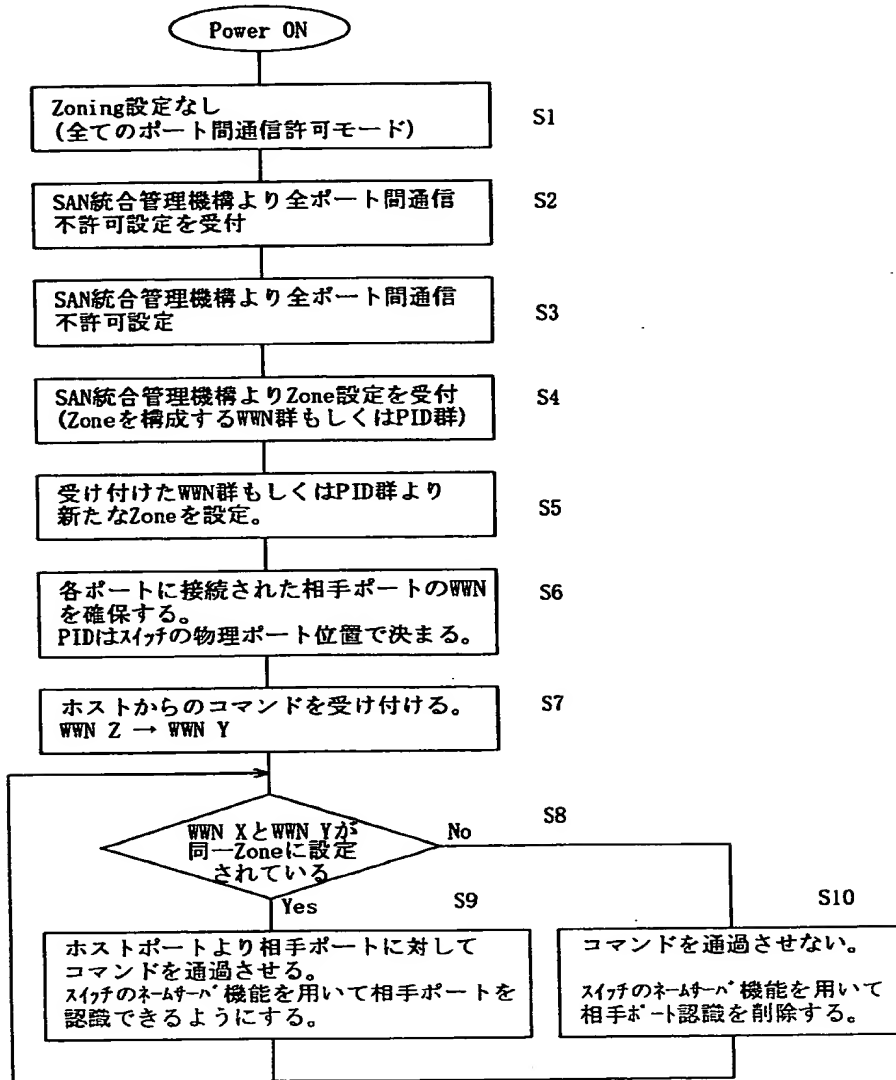 Power ON
Zoning設定なし
(全てのポート間通信許可モード)
S1
SAN統合管理機構より全ポート間通信
不許可設定を受付
S2
SAN統合管理機構より全ポート間通信
不許可設定
S3
SAN統合管理機構よりZone設定を受付
(Zoneを構成するWWN群もしくはPID群)
S4
受け付けたWWN群もしくはPID群より
新たなZoneを設定。
S5
各ポートに接続された相手ポートのWWN
を確保する。
PIDはスイッチの物理ポート位置で決まる。
S6
ホストからのコマンドを受け付ける。
WWN Z → WWN Y
S7
WWN XとWWN Yが
同一Zoneに設定
されている
No
S8
Yes
S9
S10
ホストポートより相手ポートに対して
コマンドを通過させる。
スイッチのネームサーバ機能を用いて相手ポートを
認識できるようにする。
コマンドを通過させない。
スイッチのネームサーバ機能を用いて
相手ポート認識を削除する。